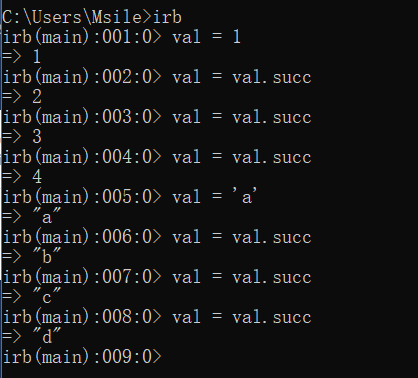 C:\Users\Msile>irb
irb(main):001:0> val = 1
=> 1
irb(main):002:0> val = val.succ
=> 2
irb(main):003:0> val = val.succ
=> 3
irb(main):004:0> val = val.succ
=> 4
irb(main):005:0> val = 'a'
=> "a"
irb(main):006:0> val = val.succ
=> "b"
irb(main):007:0> val = val.succ
=> "c"
irb(main):008:0> val = val.succ
=> "d"
irb(main):009:0>